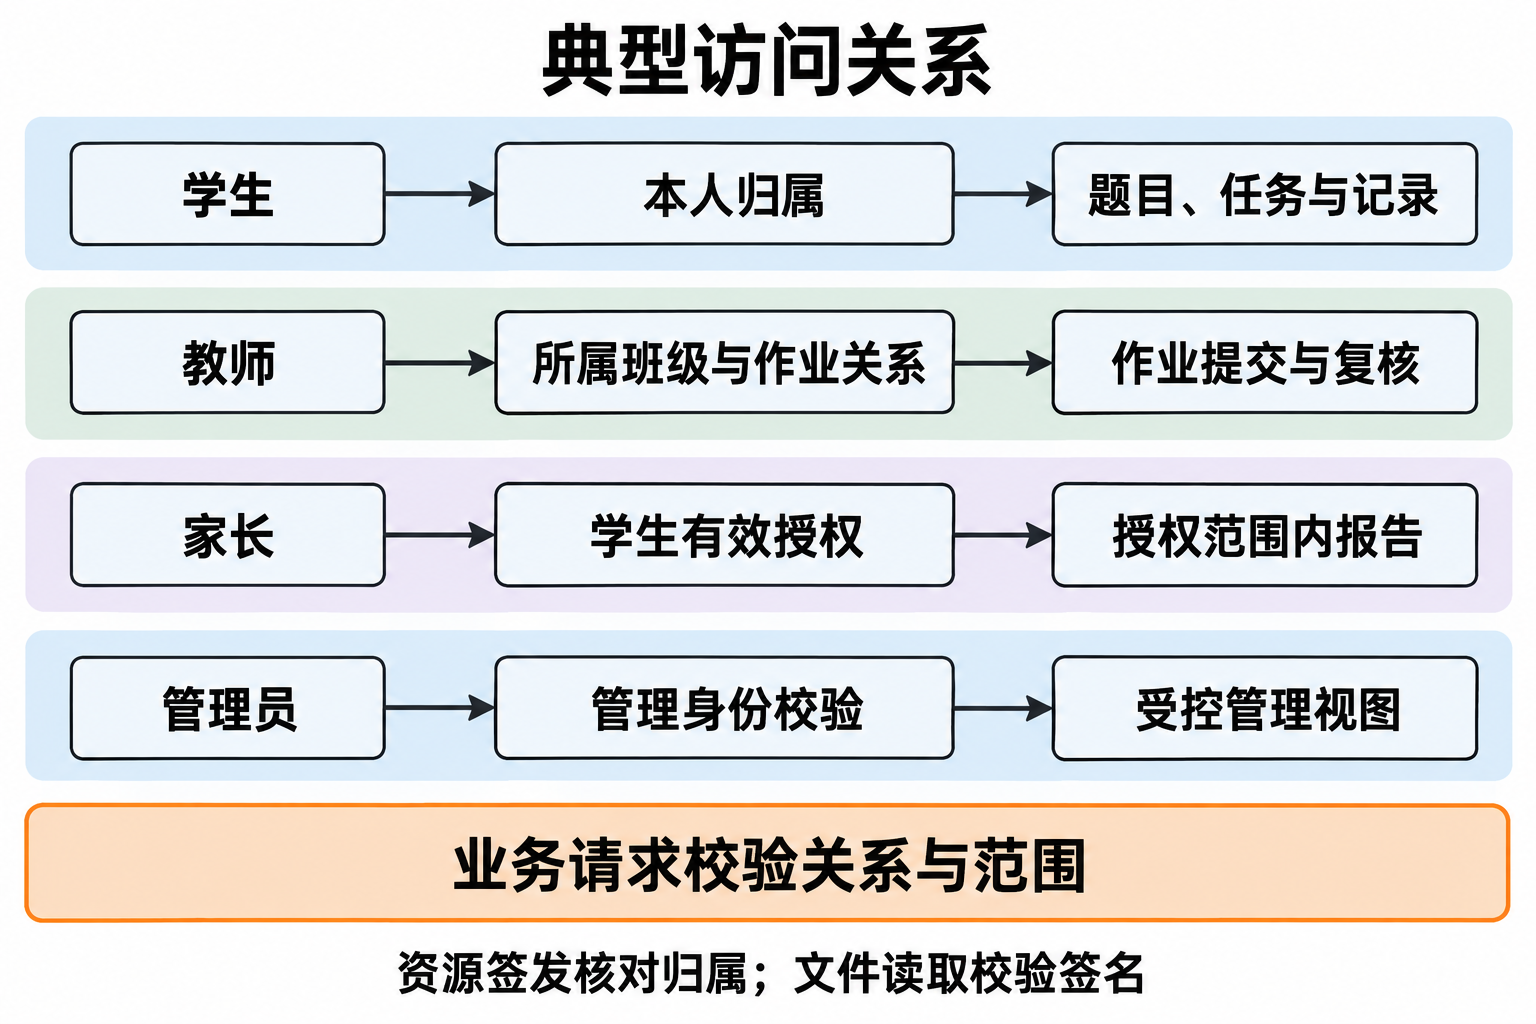 典型访问关系
学生
本人归属
题目、任务与记录
教师
所属班级与作业关系
作业提交与复核
家长
学生有效授权
授权范围内报告
管理员
管理身份校验
受控管理视图
业务请求校验关系与范围
资源签发核对归属；文件读取校验签名